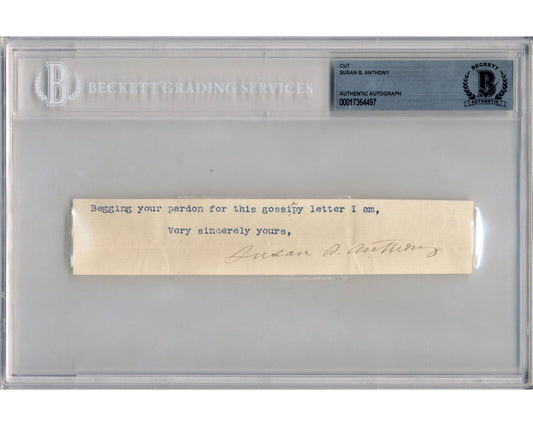 BECKETT GRADING SERVICES
CUT
SUSAN B. ANTHONY
AUTHENTIC AUTOGRAPH
00017364497
BECKETT
B
AUTHENTIC
Begging your pardon for this gossipy letter I am,
Very sincerely yours,
Susan B. Anthony